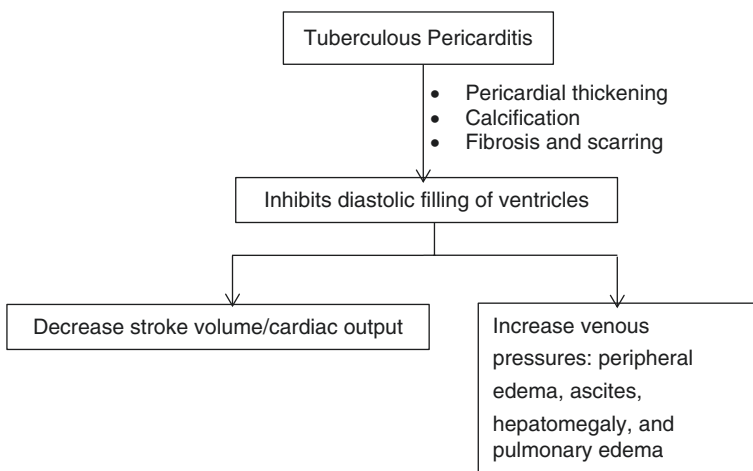 Tuberculous Pericarditis
• Pericardial thickening
• Calcification
• Fibrosis and scarring
Inhibits diastolic filling of ventricles
Decrease stroke volume/cardiac output
Increase venous
pressures: peripheral
edema, ascites,
hepatomegaly, and
pulmonary edema